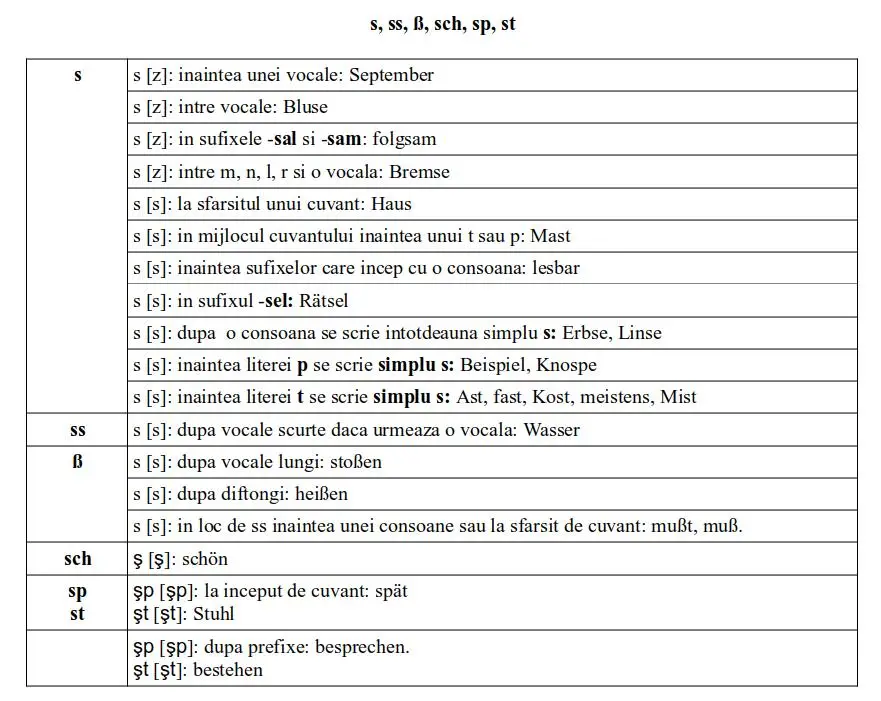 s, ss, ß, sch, sp, st
s
s [z]: inaintea unei vocale: September
s [z]: intre vocale: Bluse
s [z]: in sufixele -sal si -sam: folgsam
s [z]: intre m, n, l, r si o vocala: Bremse
s [s]: la sfarsitul unui cuvant: Haus
s [s]: in mijlocul cuvantului inaintea unui t sau p: Mast
s [s]: inaintea sufixelor care incep cu o consoana: lesbar
s [s]: in sufixul -sel: Rätsel
s [s]: dupa o consoana se scrie intotdeauna simplu s: Erbse, Linse
s [s]: inaintea literei p se scrie simplu s: Beispiel, Knospe
s [s]: inaintea literei t se scrie simplu s: Ast, fast, Kost, meistens, Mist
ss
s [s]: dupa vocale scurte daca urmeaza o vocala: Wasser
ß
s [s]: dupa vocale lungi: stoßen
s [s]: dupa diftongi: heißen
s [s]: in loc de ss inaintea unei consoane sau la sfarsit de cuvant: mußt, muß.
sch
ş [ş]: schön
sp
st
şp [şp]: la inceput de cuvant: spät
şt [şt]: Stuhl
şp [şp]: dupa prefixe: besprechen.
şt [şt]: bestehen